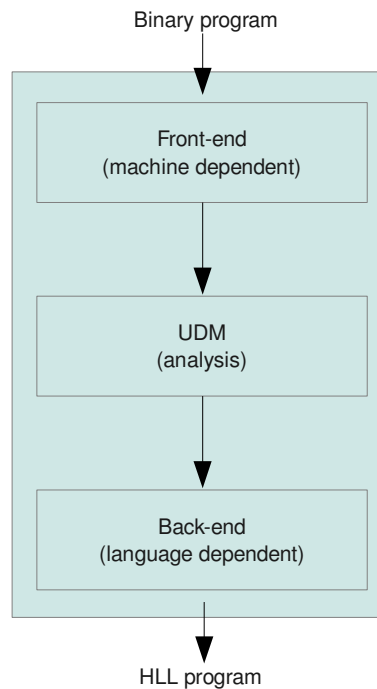 Binary program
Front-end
(machine dependent)
UDM
(analysis)
Back-end
(language dependent)
HLL program